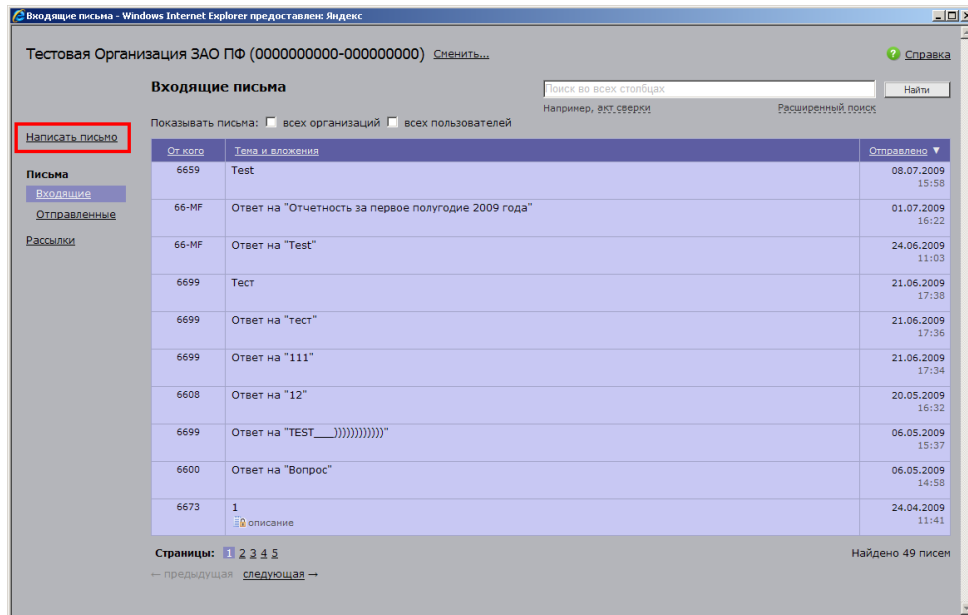 Входящие письма - Windows Internet Explorer предоставлен: Яндекс
Тестовая Организация ЗАО ПФ (0000000000-000000000) Сменить...
Справка
Входящие письма
Поиск во всех столбцах
Найти
Например, акт сверки
Расширенный поиск
Показывать письма: всех организаций всех пользователей
Написать письмо
Письма
Входящие
Отправленные
Рассылки
От кого Тема и вложения Отправлено ▼
6659 Test 08.07.2009
15:58
66-MF Ответ на "Отчетность за первое полугодие 2009 года" 01.07.2009
16:22
66-MF Ответ на "Test" 24.06.2009
11:03
6699 Тест 21.06.2009
17:38
6699 Ответ на "тест" 21.06.2009
17:36
6699 Ответ на "111" 21.06.2009
17:34
6608 Ответ на "12" 20.05.2009
16:32
6699 Ответ на "TEST___))))))))))))" 06.05.2009
15:37
6600 Ответ на "Вопрос" 06.05.2009
14:58
6673 1 24.04.2009
описание 11:41
Страницы: 1 2 3 4 5
Найдено 49 писем
← предыдущая следующая →